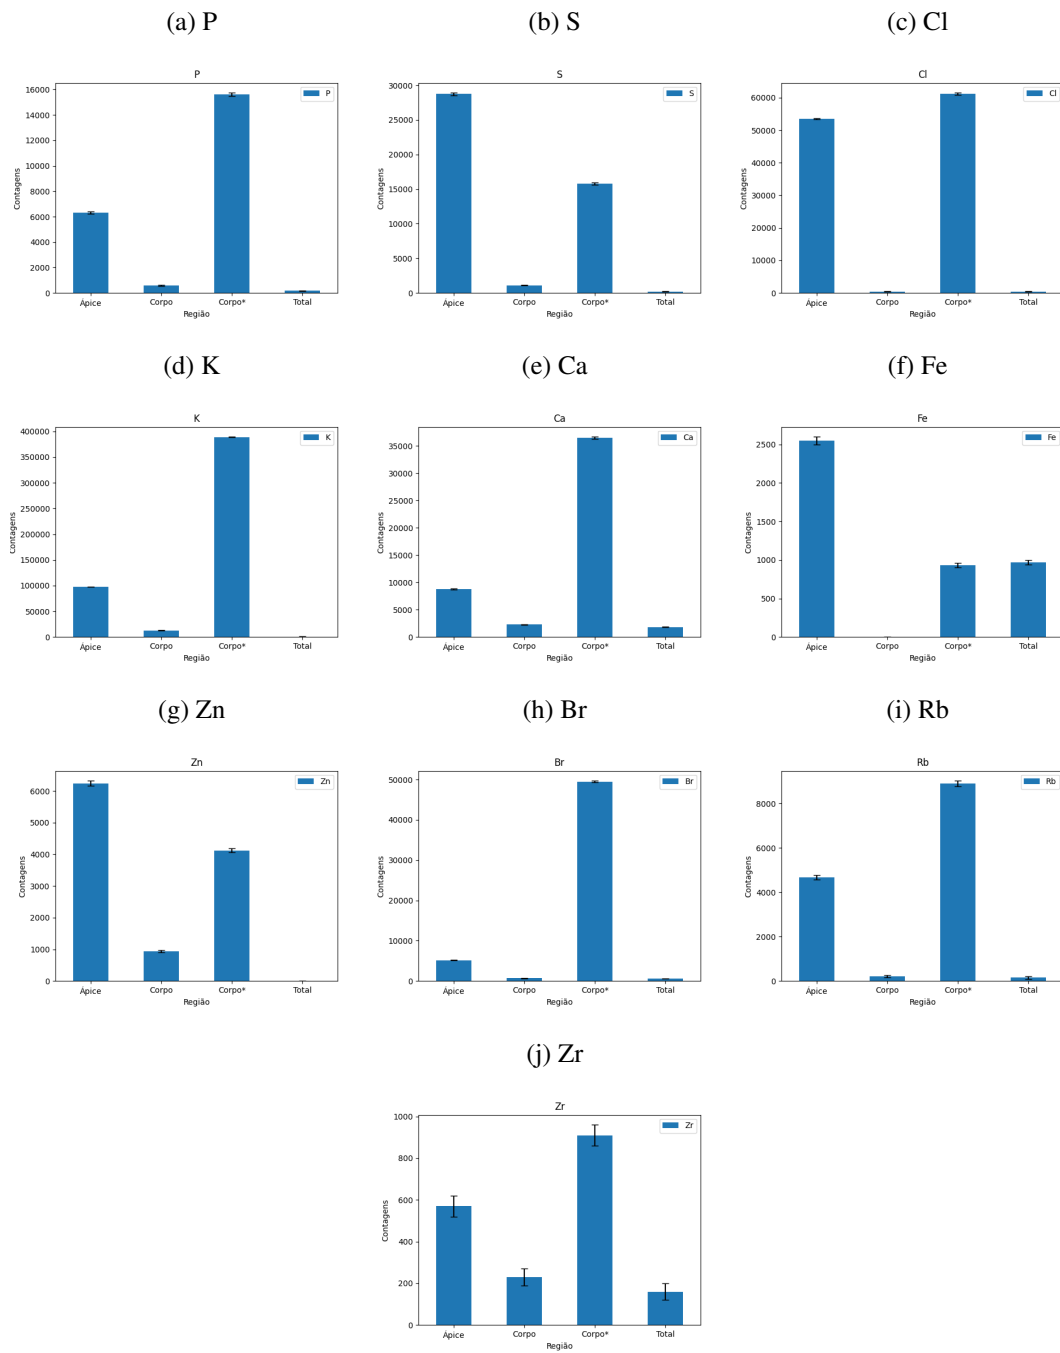 (a) P
(b) S
(c) Cl
P
16000
14000
12000
10000
8000
6000
4000
2000
0
Contagens
P
Ápice
Corpo
Corpo*
Total
Região
S
30000
25000
20000
15000
10000
5000
0
Contagens
S
Ápice
Corpo
Corpo*
Total
Região
Cl
60000
50000
40000
30000
20000
10000
0
Contagens
Cl
Ápice
Corpo
Corpo*
Total
Região
(d) K
(e) Ca
(f) Fe
K
400000
350000
300000
250000
200000
150000
100000
50000
0
Contagens
K
Ápice
Corpo
Corpo*
Total
Região
Ca
35000
30000
25000
20000
15000
10000
5000
0
Contagens
Ca
Ápice
Corpo
Corpo*
Total
Região
Fe
2500
2000
1500
1000
500
0
Contagens
Fe
Ápice
Corpo
Corpo*
Total
Região
(g) Zn
(h) Br
(i) Rb
Zn
6000
5000
4000
3000
2000
1000
0
Contagens
Zn
Ápice
Corpo
Corpo*
Total
Região
Br
50000
40000
30000
20000
10000
0
Contagens
Br
Ápice
Corpo
Corpo*
Total
Região
Rb
8000
6000
4000
2000
0
Contagens
Rb
Ápice
Corpo
Corpo*
Total
Região
(j) Zr
Zr
1000
800
600
400
200
0
Contagens
Zr
Ápice
Corpo
Corpo*
Total
Região